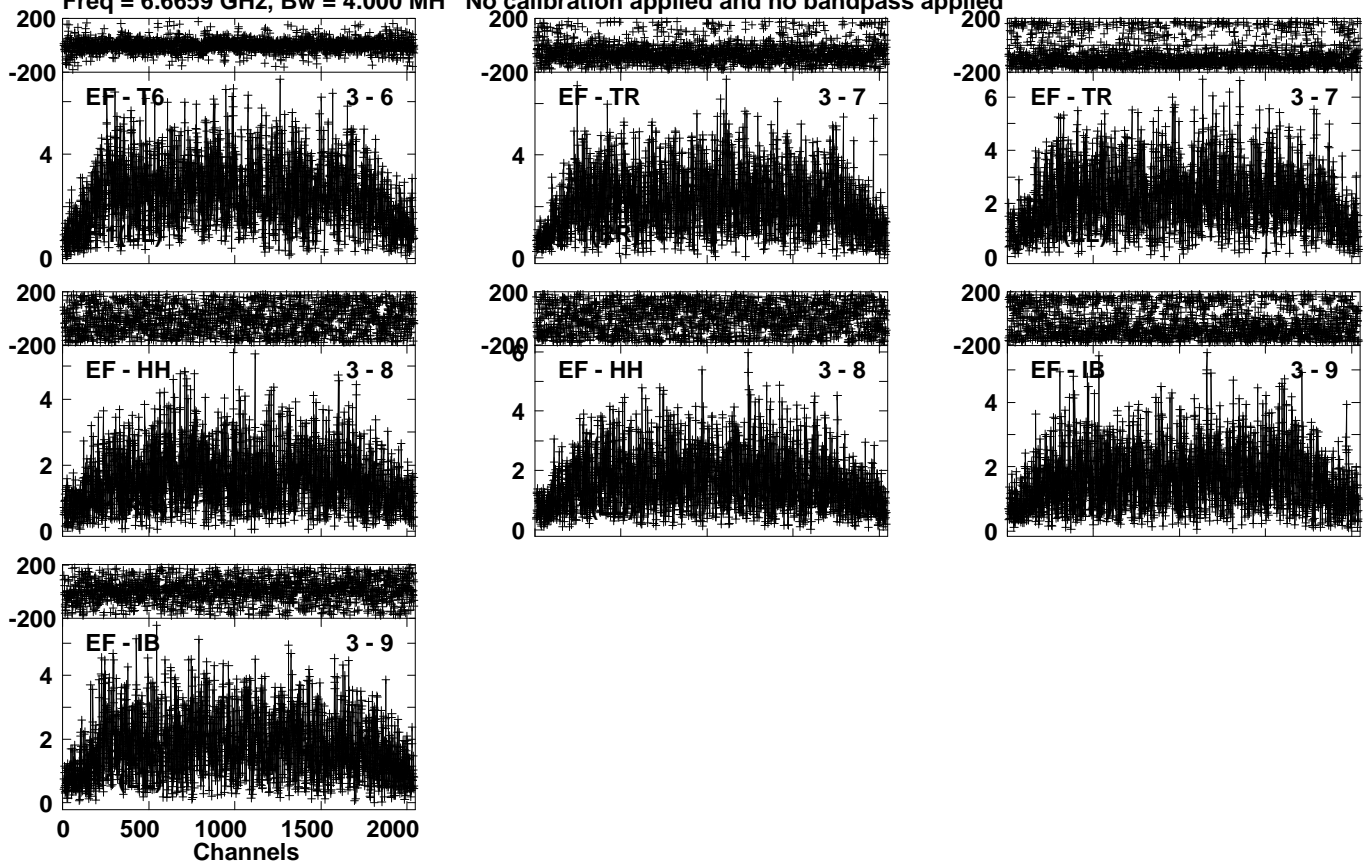 Freq = 6.6659 GHz, Bw = 4.000 MH No calibration applied and no bandpass applied
200 200 200
-200 -200 -200
EF - T6 3 - 6 EF - TR 3 - 7 EF - TR 3 - 7
6
4 4 4
2
0 0 0
200 200 200
-200 -200 -200
EF - HH 3 - 8 EF - HH 3 - 8 EF - IB 3 - 9
6
4 4 4
2 2 2
0 0 0
200
-200
EF - IB 3 - 9
4
2
0
0 500 1000 1500 2000
Channels